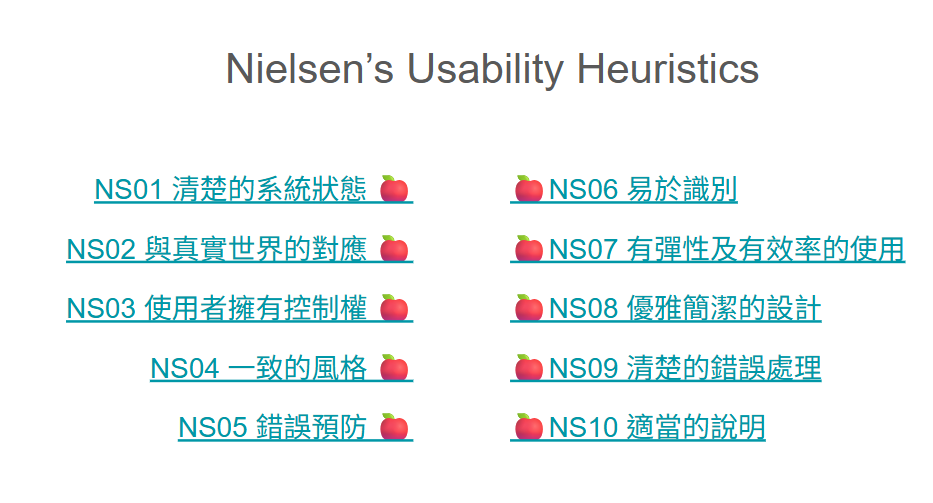 Nielsen’s Usability Heuristics
NS01 清楚的系統狀態 🍎
NS02 與真實世界的對應 🍎
NS03 使用者擁有控制權 🍎
NS04 一致的風格 🍎
NS05 錯誤預防 🍎
🍎 NS06 易於識別
🍎 NS07 有彈性及有效率的使用
🍎 NS08 優雅簡潔的設計
🍎 NS09 清楚的錯誤處理
🍎 NS10 適當的說明